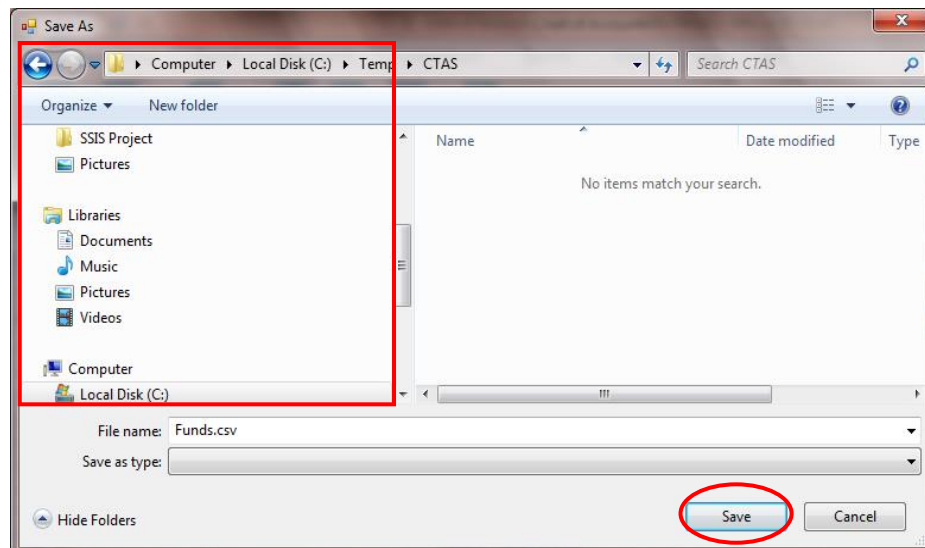 Save As
Computer Local Disk (C:) Temp CTAS Search CTAS
Organize New folder
SSIS Project
Pictures
Libraries
Documents
Music
Pictures
Videos
Computer
Local Disk (C:)
Name Date modified Type
No items match your search.
File name: Funds.csv
Save as type:
Hide Folders Save Cancel